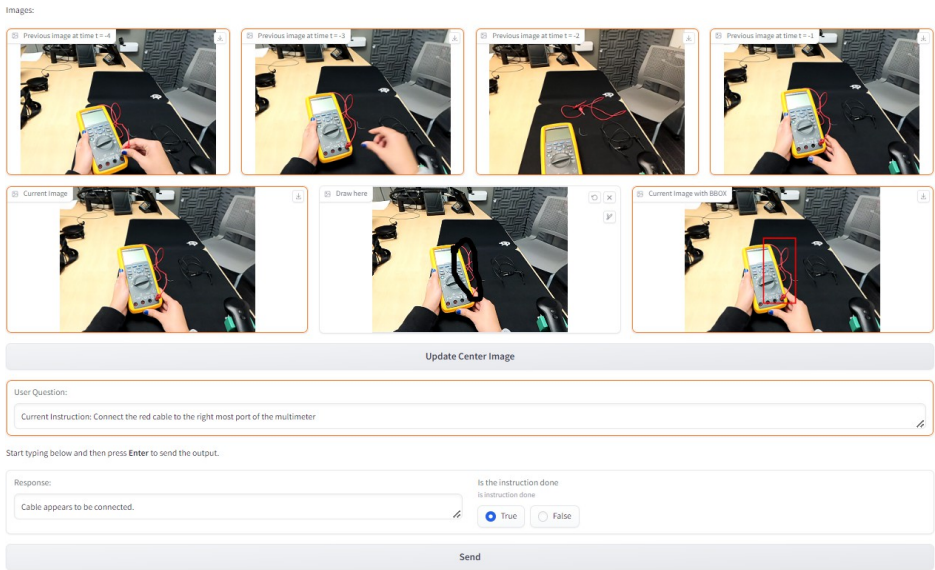 Images:
Previous image at time t = -4
Previous image at time t = -3
Previous image at time t = -2
Previous image at time t = -1
Current Image
Draw here
Current Image with BBOX
Update Center Image
User Question:
Current Instruction: Connect the red cable to the right most port of the multimeter
Start typing below and then press Enter to send the output.
Response:
Cable appears to be connected.
Is the instruction done
Is instruction done
True
False
Send